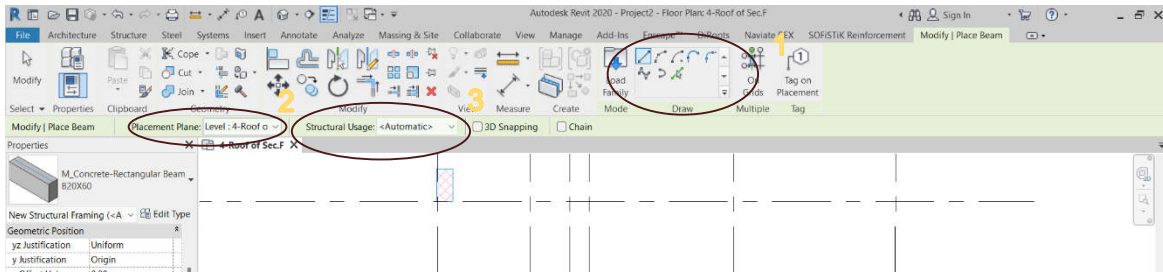 Autodesk Revit 2020 - Project2 - Floor Plan: 4-Roof of Sec.F
Sign In
File Architecture Structure Steel Systems Insert Annotate Analyze Massing & Site Collaborate View Manage Add-Ins Enscape™ DiRoots Naviate REX SOFiSTiK Reinforcement Modify | Place Beam
1
Modify
Paste
Cope
Cut
Join
Load Family
On Grids
Tag on Placement
Select Properties Clipboard Geometry Modify View Measure Create Mode Draw Multiple Tag
2 3
Modify | Place Beam Placement Plane: Level : 4-Roof o Structural Usage: <Automatic> 3D Snapping Chain
Properties X 4-Roof of Sec.F X
M_Concrete-Rectangular Beam
B20X60
New Structural Framing (<A Edit Type
Geometric Position
yz Justification Uniform
y Justification Origin